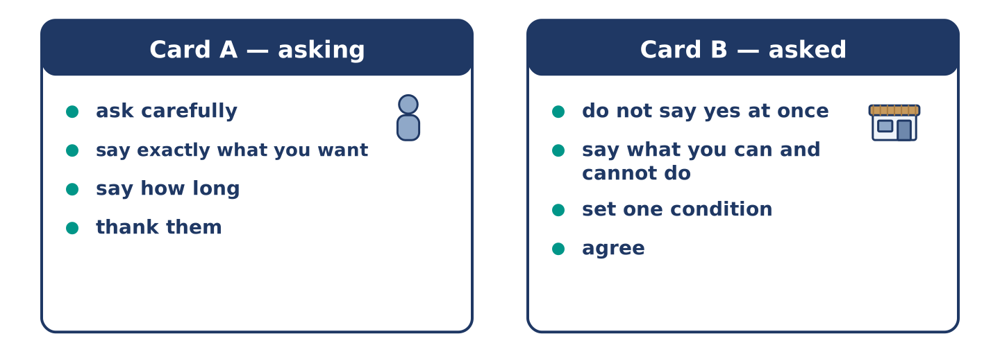 Card A — asking
ask carefully
say exactly what you want
say how long
thank them
Card B — asked
do not say yes at once
say what you can and
cannot do
set one condition
agree